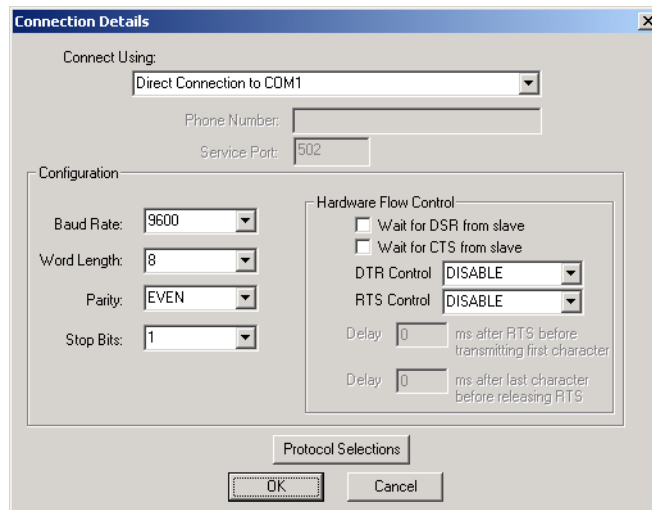 Connection Details
Connect Using:
Direct Connection to COM1
Phone Number:
Service Port: 502
Configuration
Baud Rate: 9600
Word Length: 8
Parity: EVEN
Stop Bits: 1
Hardware Flow Control
Wait for DSR from slave
Wait for CTS from slave
DTR Control DISABLE
RTS Control DISABLE
Delay 0 ms after RTS before
transmitting first character
Delay 0 ms after last character
before releasing RTS
Protocol Selections
OK Cancel